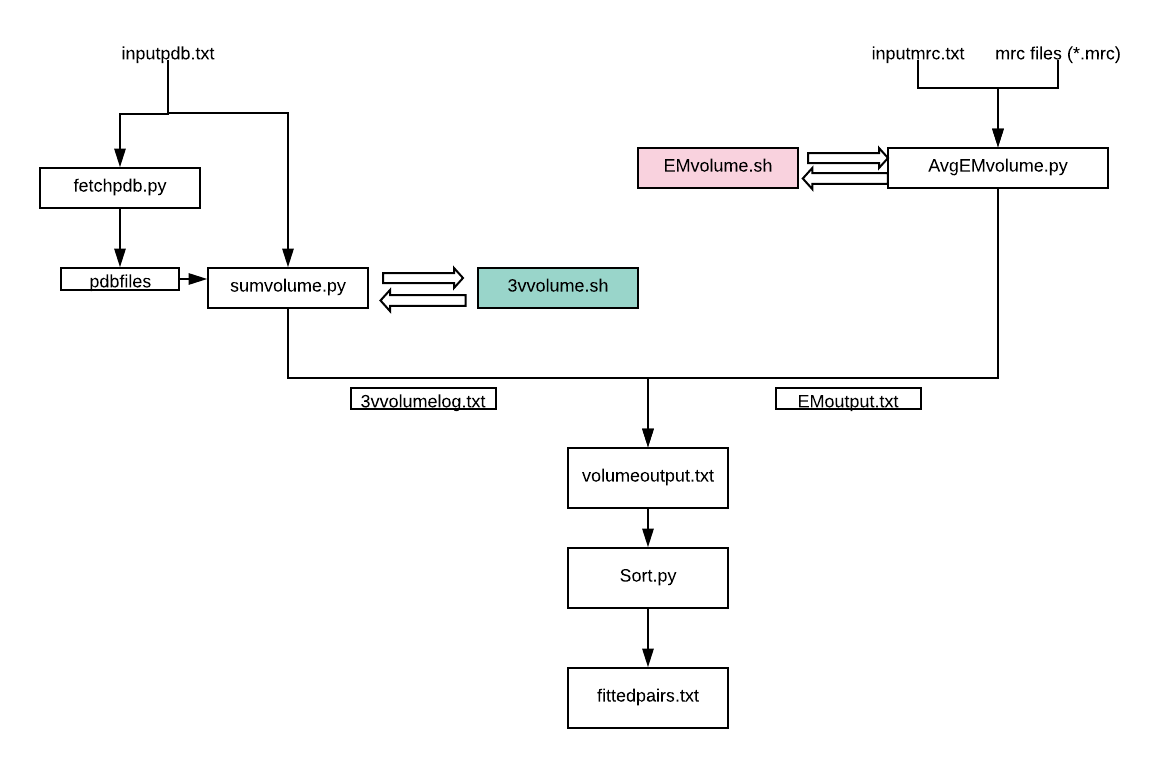 inputpdb.txt
inputmrc.txt
mrc files (*.mrc)
EMvolume.sh
AvgEMvolume.py
fetchpdb.py
pdbfiles
sumvolume.py
3vvolume.sh
3vvolumelog.txt
EMoutput.txt
volumeoutput.txt
Sort.py
fittedpairs.txt